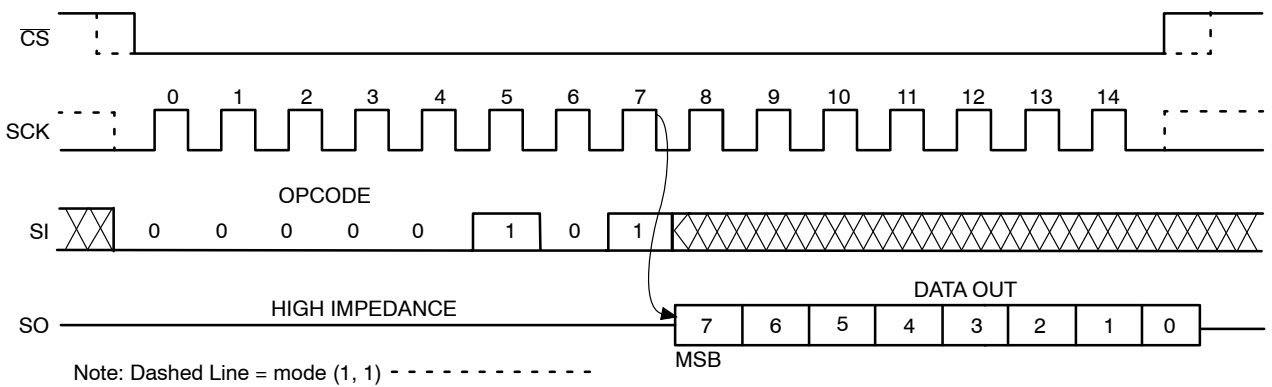 CS
0 1 2 3 4 5 6 7 8 9 10 11 12 13 14
SCK
OPCODE
SI 0 0 0 0 0 1 0 1
DATA OUT
HIGH IMPEDANCE
SO 7 6 5 4 3 2 1 0
MSB
Note: Dashed Line = mode (1, 1)